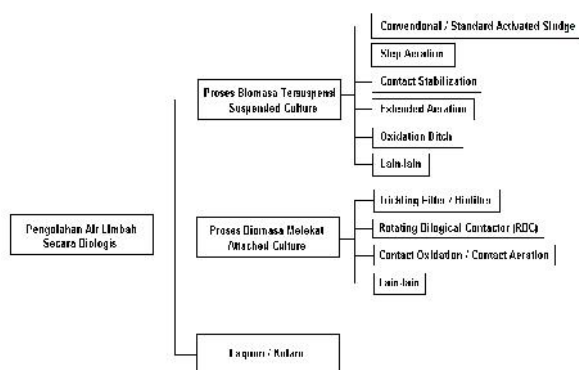 Conventional / Standard Activated Sludge
Step Aeration
Proses Biomasa Tersuspensi
Suspended Culture
Contact Stabilization
Extended Aeration
Oxidation Ditch
Lain-lain
Trickling Filter / Biofilter
Pengolahan Air Limbah
Secara Biologis
Proses Biomasa Melekat
Attached Culture
Rotating Biological Contactor (RBC)
Contact Oxidation / Contact Aeration
Lain-lain
Lagoon / Kolam